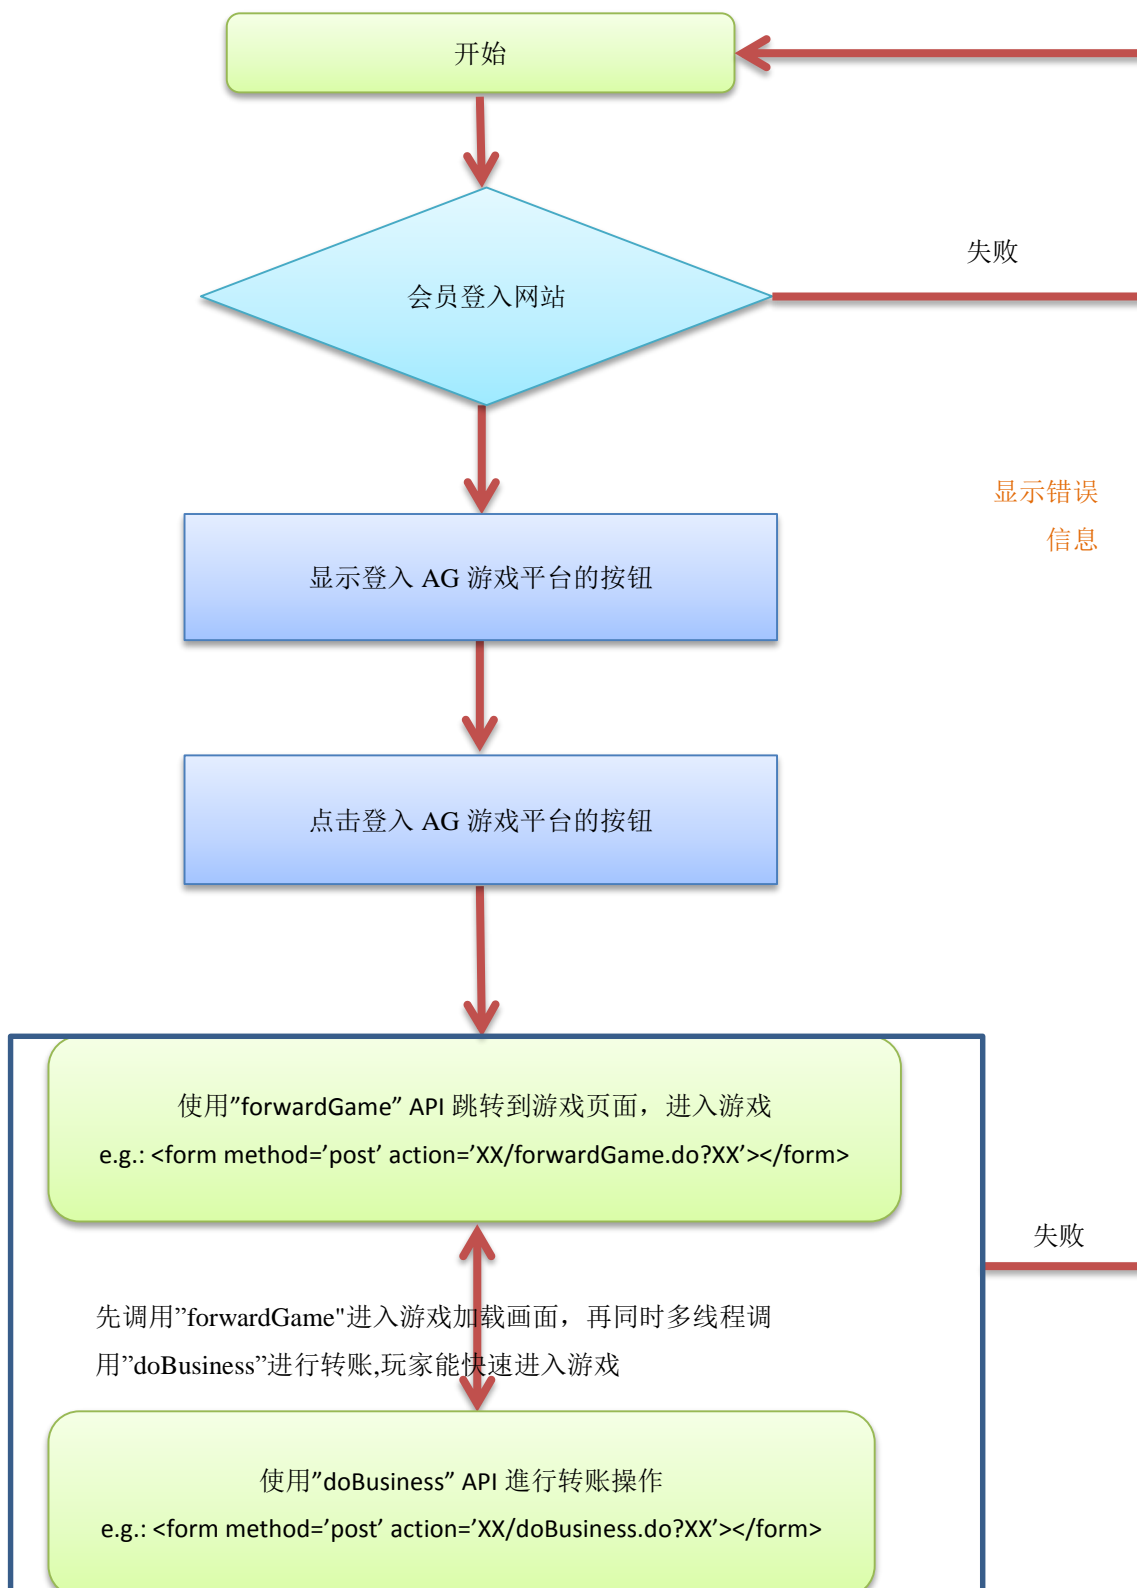 开始
失败
会员登入网站
显示错误
信息
显示登入 AG 游戏平台的按钮
点击登入 AG 游戏平台的按钮
使用”forwardGame” API 跳转到游戏页面，进入游戏
e.g.: <form method=’post’ action=’XX/forwardGame.do?XX’></form>
失败
先调用”forwardGame"进入游戏加载画面，再同时多线程调
用”doBusiness”进行转账,玩家能快速进入游戏
使用”doBusiness” API 進行转账操作
e.g.: <form method=’post’ action=’XX/doBusiness.do?XX’></form>